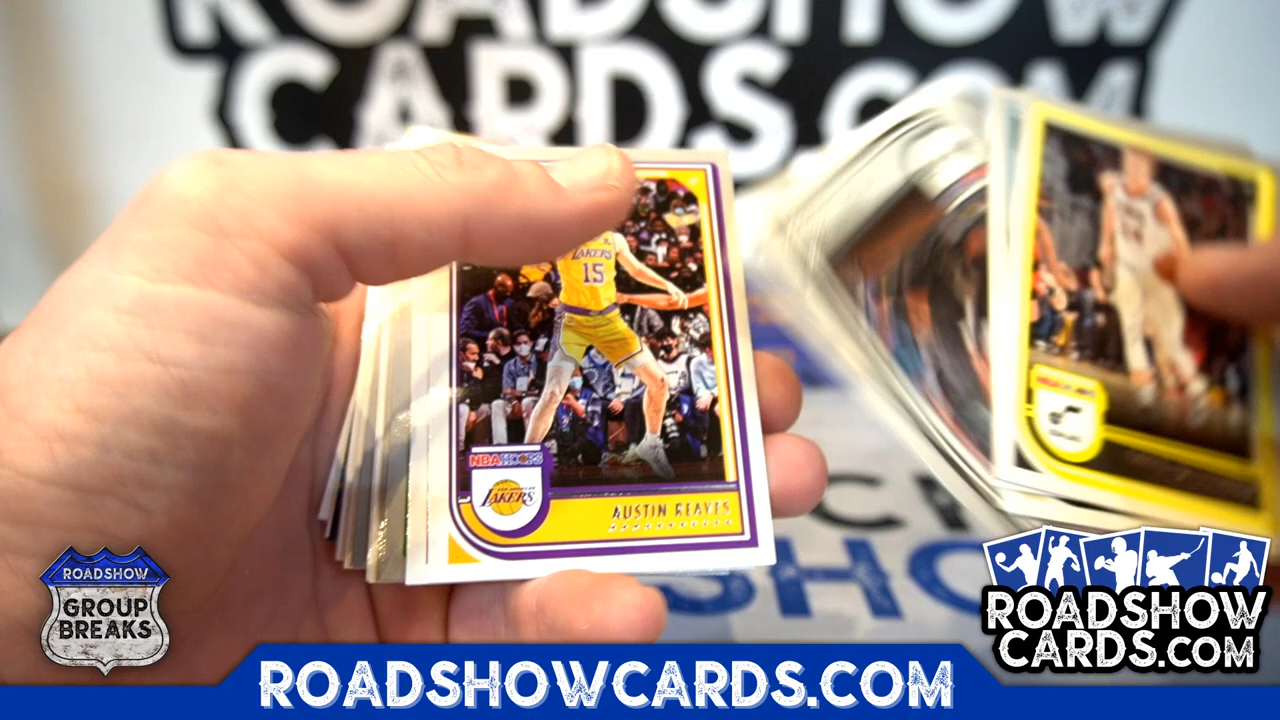 ROADSHOW
CARDS.COM
LAKERS
15
NBA HOOPS
LAKERS
AUSTIN REAVES
ROADSHOW
GROUP
BREAKS
ROADSHOW
CARDS.COM
ROADSHOWCARDS.COM